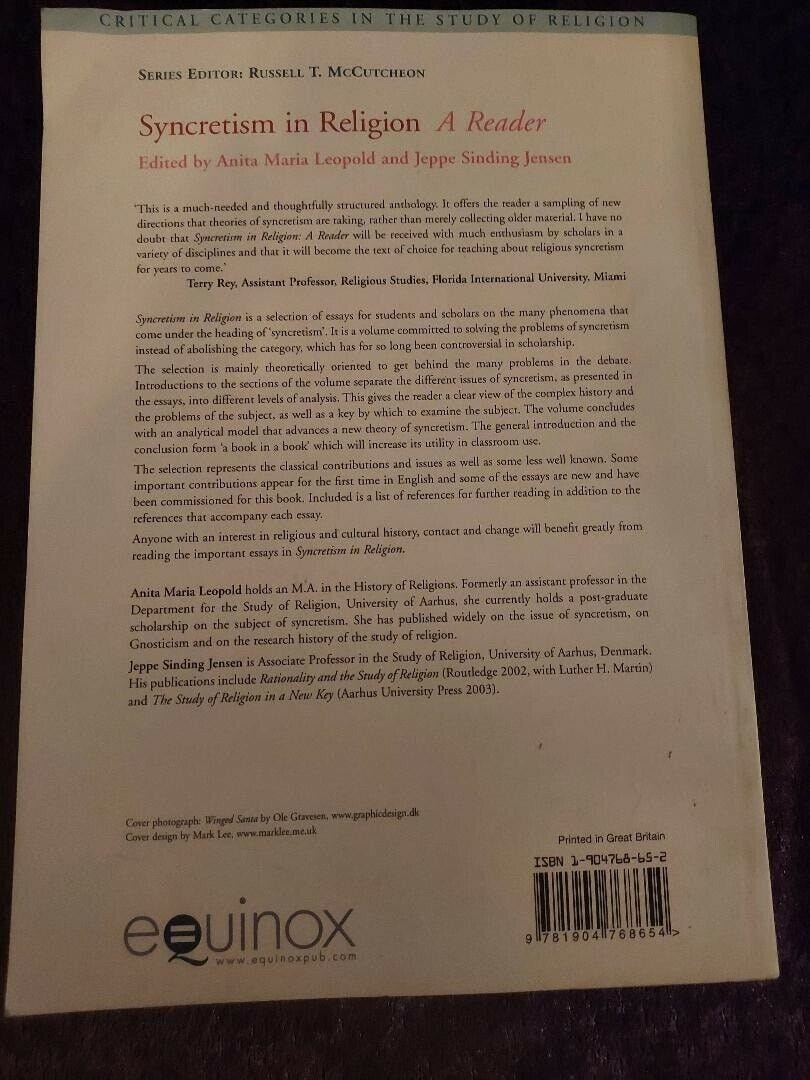 CRITICAL CATEGORIES IN THE STUDY OF RELIGION
SERIES EDITOR: RUSSELL T. MCCUTCHEON
Syncretism in Religion A Reader
Edited by Anita Maria Leopold and Jeppe Sinding Jensen
'This is a much-needed and thoughtfully structured anthology. It offers the reader a sampling of new
directions that theories of syncretism are taking, rather than merely collecting older material. I have no
doubt that Syncretism in Religion: A Reader will be received with much enthusiasm by scholars in a
variety of disciplines and that it will become the text of choice for teaching about religious syncretism
for years to come.'
Terry Rey, Assistant Professor, Religious Studies, Florida International University, Miami
Syncretism in Religion is a selection of essays for students and scholars on the many phenomena that
come under the heading of 'syncretism'. It is a volume committed to solving the problems of syncretism
instead of abolishing the category, which has for so long been controversial in scholarship.
The selection is mainly theoretically oriented to get behind the many problems in the debate.
Introductions to the sections of the volume separate the different issues of syncretism, as presented in
the essays, into different levels of analysis. This gives the reader a clear view of the complex history and
the problems of the subject, as well as a key by which to examine the subject. The volume concludes
with an analytical model that advances a new theory of syncretism. The general introduction and the
conclusion form 'a book in a book' which will increase its utility in classroom use.
The selection represents the classical contributions and issues as well as some less well known. Some
important contributions appear for the first time in English and some of the essays are new and have
been commissioned for this book. Included is a list of references for further reading in addition to the
references that accompany each essay.
Anyone with an interest in religious and cultural history, contact and change will benefit greatly from
reading the important essays in Syncretism in Religion.
Anita Maria Leopold holds an M.A. in the History of Religions. Formerly an assistant professor in the
Department for the Study of Religion, University of Aarhus, she currently holds a post-graduate
scholarship on the subject of syncretism. She has published widely on the issue of syncretism, on
Gnosticism and on the research history of the study of religion.
Jeppe Sinding Jensen is Associate Professor in the Study of Religion, University of Aarhus, Denmark.
His publications include Rationality and the Study of Religion (Routledge 2002, with Luther H. Martin)
and The Study of Religion in a New Key (Aarhus University Press 2003).
Cover photograph: Winged Santa by Ole Gravesen, www.graphicdesign.dk
Cover design by Mark Lee, www.marklee.me.uk
Printed in Great Britain
ISBN 1-904768-65-2
9 781904 768654 >
equinox
www.equinoxpub.com